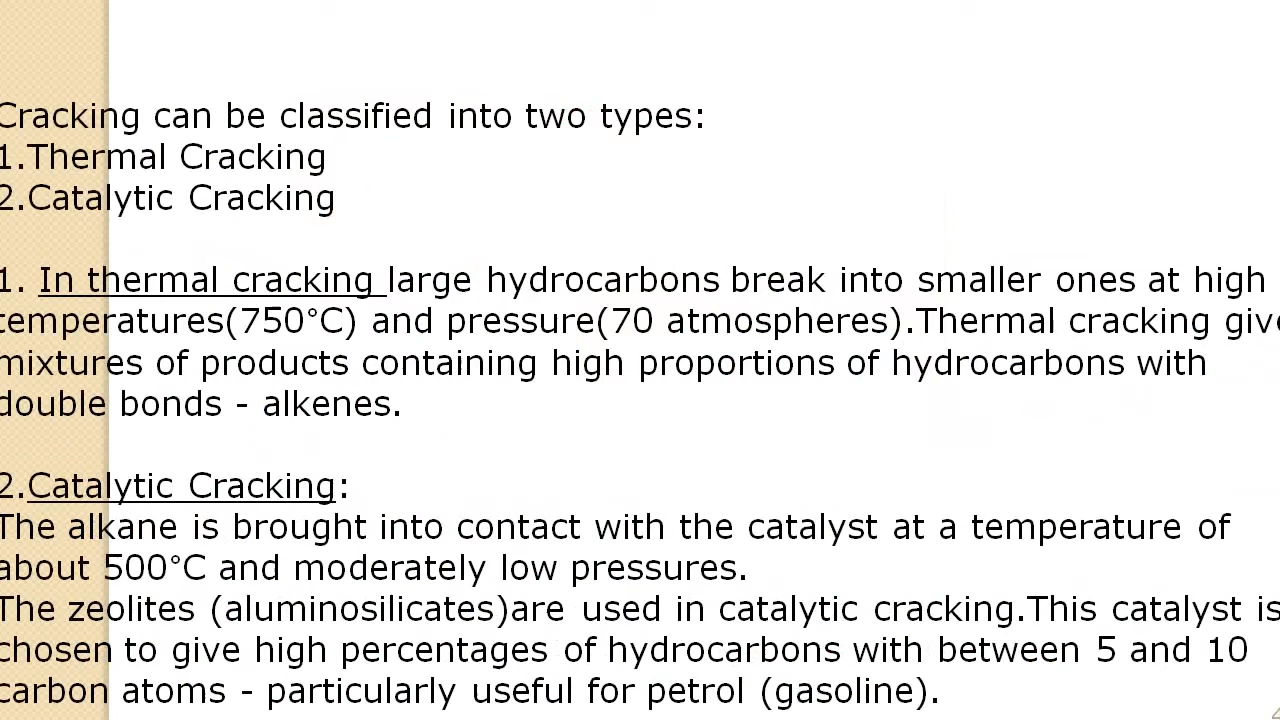 Cracking can be classified into two types:
1.Thermal Cracking
2.Catalytic Cracking
1. In thermal cracking large hydrocarbons break into smaller ones at high
temperatures(750°C) and pressure(70 atmospheres).Thermal cracking give
mixtures of products containing high proportions of hydrocarbons with
double bonds - alkenes.
2.Catalytic Cracking:
The alkane is brought into contact with the catalyst at a temperature of
about 500°C and moderately low pressures.
The zeolites (aluminosilicates)are used in catalytic cracking.This catalyst is
chosen to give high percentages of hydrocarbons with between 5 and 10
carbon atoms - particularly useful for petrol (gasoline).